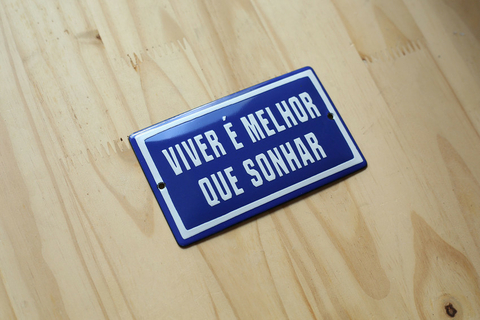 VIVER É MELHOR
QUE SONHAR